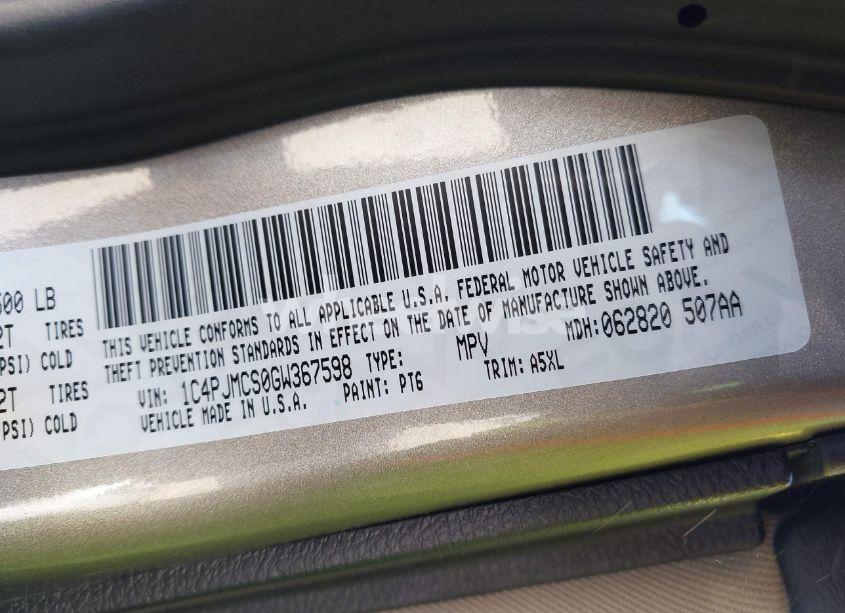 600 LB
2T TIRES
PSI) COLD
2T TIRES
PSI) COLD
THIS VEHICLE CONFORMS TO ALL APPLICABLE U.S.A. FEDERAL MOTOR VEHICLE SAFETY AND
THEFT PREVENTION STANDARDS IN EFFECT ON THE DATE OF MANUFACTURE SHOWN ABOVE.
VIN: 1C4PJMCS0GW367598 TYPE: MPV MDH:062820 507AA
VEHICLE MADE IN U.S.A. PAINT: PT6 TRIM: A5XL